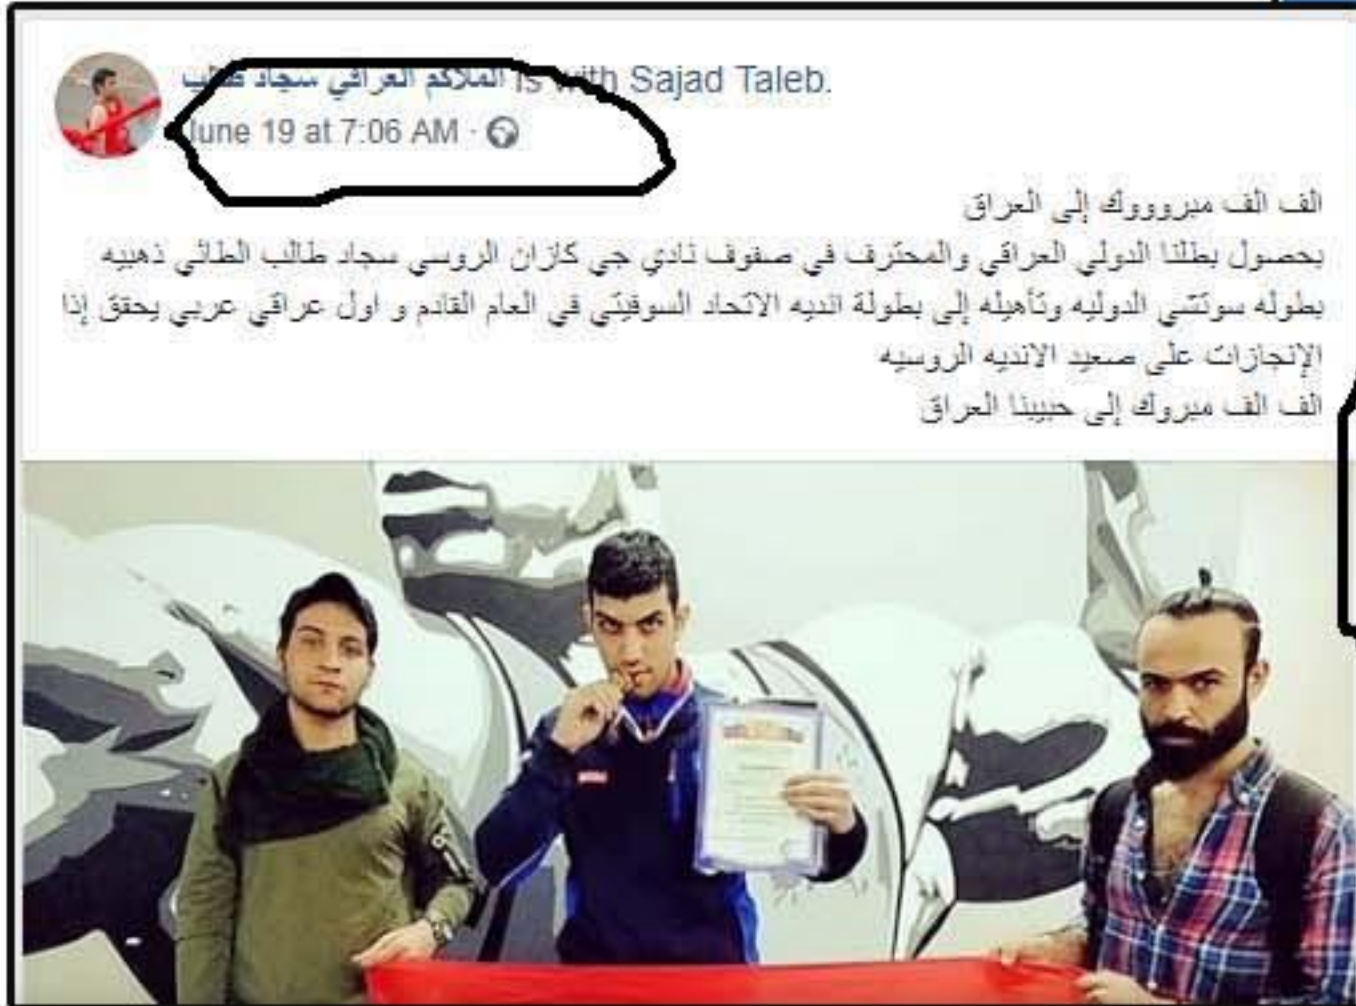 الملاكم العراقي سجاد طالب is with Sajad Taleb.
June 19 at 7:06 AM ·
الف الف مبروووك إلى العراق
بحصول بطلنا الدولي العراقي والمحترف في صفوف نادي جي كازان الروسي سجاد طالب الطائي ذهبيه
بطوله سوتشي الدوليه وتأهيله إلى بطولة انديه الاتحاد السوفيتي في العام القادم و اول عراقي عربي يحقق إذا
الإنجازات على صعيد الانديه الروسيه
الف الف مبروك إلى حبيبنا العراق